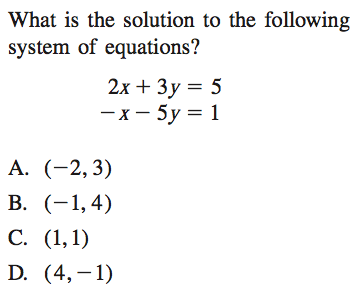 What is the solution to the following
system of equations?
2x + 3y = 5
−x − 5y = 1
A. (−2, 3)
B. (−1, 4)
C. (1, 1)
D. (4, −1)